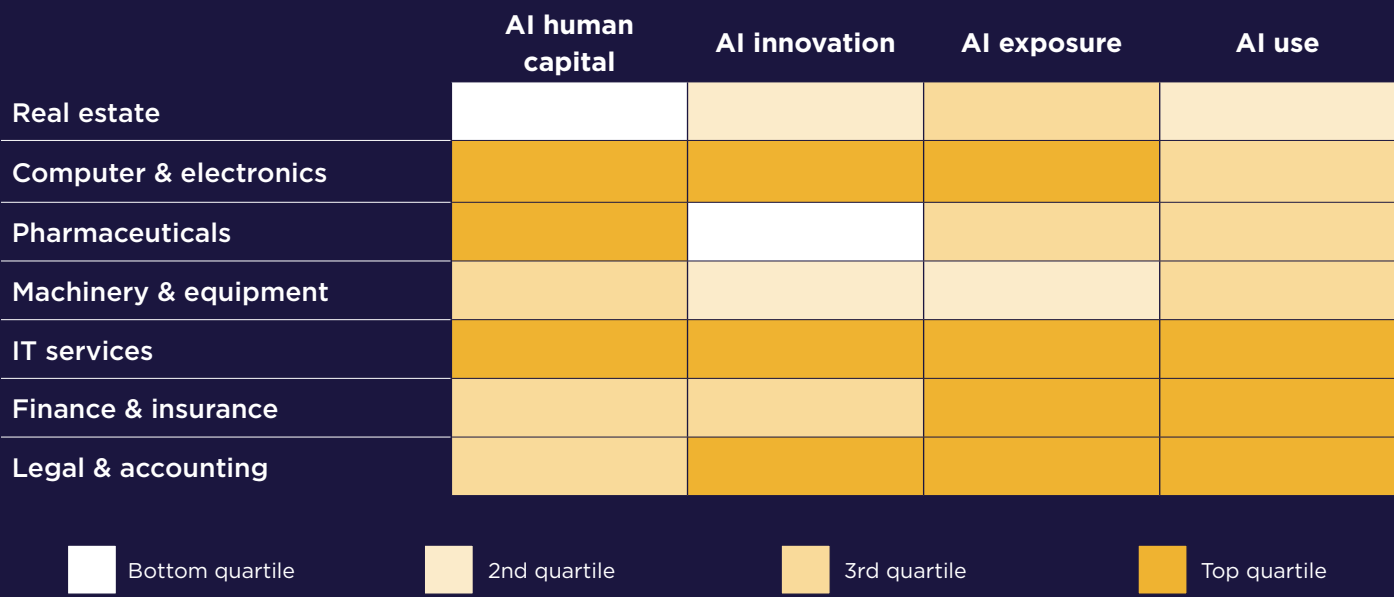 AI human
capital
AI innovation
AI exposure
AI use
Real estate
Computer & electronics
Pharmaceuticals
Machinery & equipment
IT services
Finance & insurance
Legal & accounting
Bottom quartile
2nd quartile
3rd quartile
Top quartile